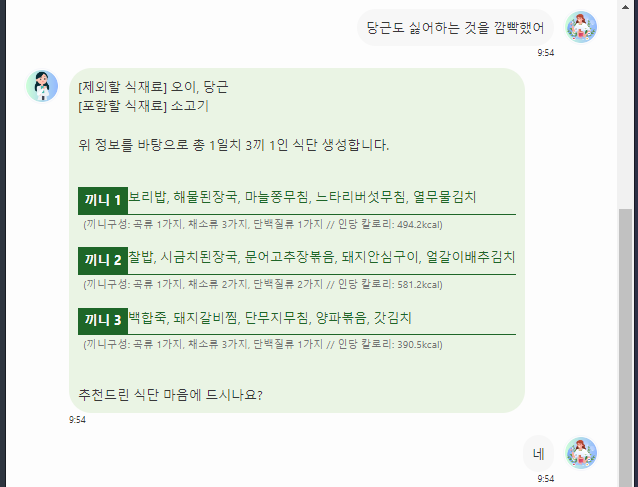 당근도 싫어하는 것을 깜빡했어
9:54
[제외할 식재료] 오이, 당근
[포함할 식재료] 소고기
위 정보를 바탕으로 총 1일치 3끼 1인 식단 생성합니다.
끼니 1 보리밥, 해물된장국, 마늘쫑무침, 느타리버섯무침, 열무물김치
(끼니구성: 곡류 1가지, 채소류 3가지, 단백질류 1가지 // 인당 칼로리: 494.2kcal)
끼니 2 찰밥, 시금치된장국, 문어고추장볶음, 돼지안심구이, 얼갈이배추김치
(끼니구성: 곡류 1가지, 채소류 2가지, 단백질류 2가지 // 인당 칼로리: 581.2kcal)
끼니 3 백합죽, 돼지갈비찜, 단무지무침, 양파볶음, 갓김치
(끼니구성: 곡류 1가지, 채소류 3가지, 단백질류 1가지 // 인당 칼로리: 390.5kcal)
추천드린 식단 마음에 드시나요?
9:54
네
9:54